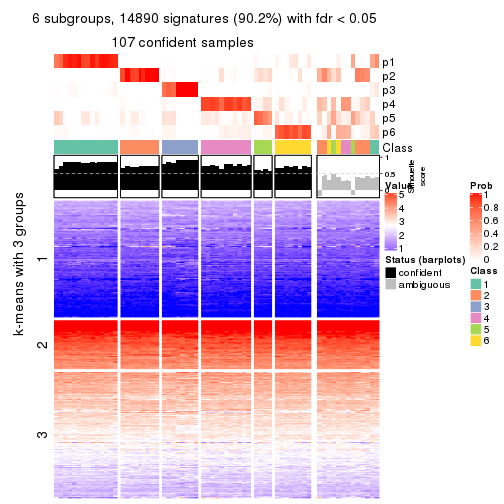 6 subgroups, 14890 signatures (90.2%) with fdr < 0.05
107 confident samples
p1
p2
p3
p4
p5
p6
Class
1
0.5
0
Silhouette
score
k-means with 3 groups
1
2
3
Value
5
4
3
2
1
Status (barplots)
confident
ambiguous
Prob
1
0.8
0.6
0.4
0.2
0
Class
1
2
3
4
5
6